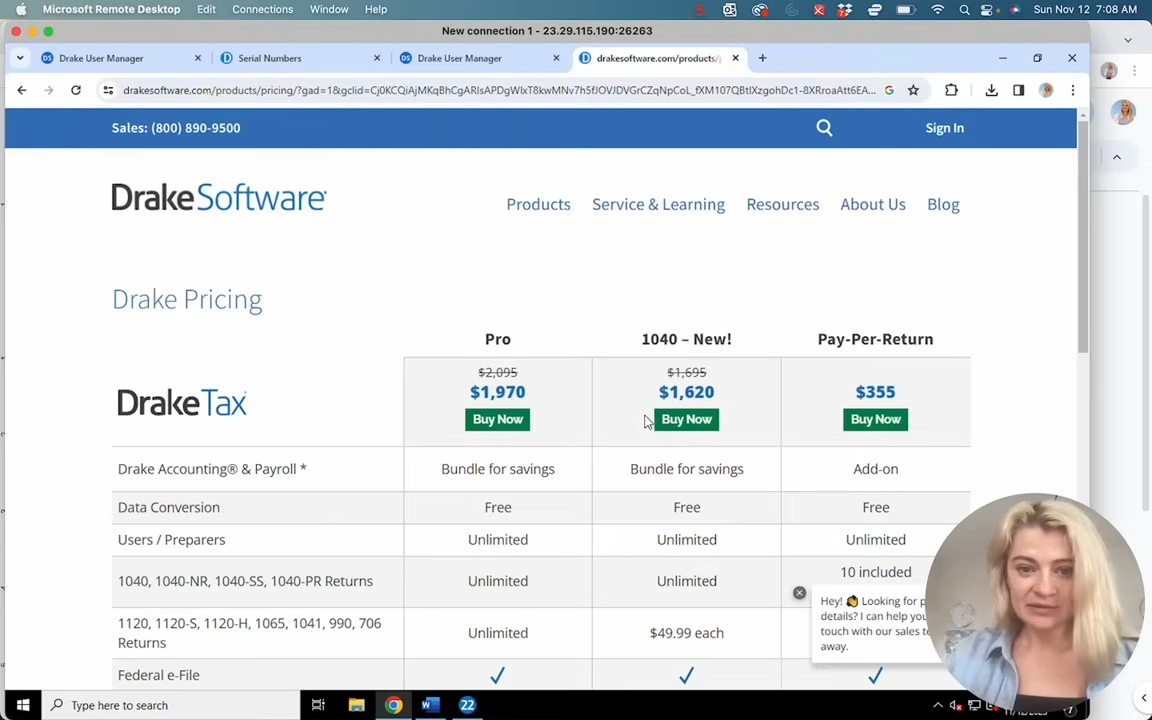 Microsoft Remote Desktop Edit Connections Window Help Sun Nov 12 7:08 AM
New connection 1 - 23.29.115.190:26263
Drake User Manager Serial Numbers Drake User Manager drakesoftware.com/products/p
drakesoftware.com/products/pricing/?gad=1&gclid=Cj0KCQiAjMKqBhCgARIsAPDgWlxT8kwMNv7h5fJOVJDVGrCZqNpCoL_fXM107QBtlXzgohDc1-8XRroaAtt6EA...
Sales: (800) 890-9500 Sign In
DrakeSoftware
Products Service & Learning Resources About Us Blog
Drake Pricing
Pro 1040 – New! Pay-Per-Return
$2,095 $1,695
DrakeTax $1,970 $1,620 $355
Buy Now Buy Now Buy Now
Drake Accounting® & Payroll * Bundle for savings Bundle for savings Add-on
Data Conversion Free Free Free
Users / Preparers Unlimited Unlimited Unlimited
1040, 1040-NR, 1040-SS, 1040-PR Returns Unlimited Unlimited 10 included
1120, 1120-S, 1120-H, 1065, 1041, 990, 706
Returns Unlimited $49.99 each
Hey! Looking for p
details? I can help you
touch with our sales te
away.
Federal e-File
Type here to search 22